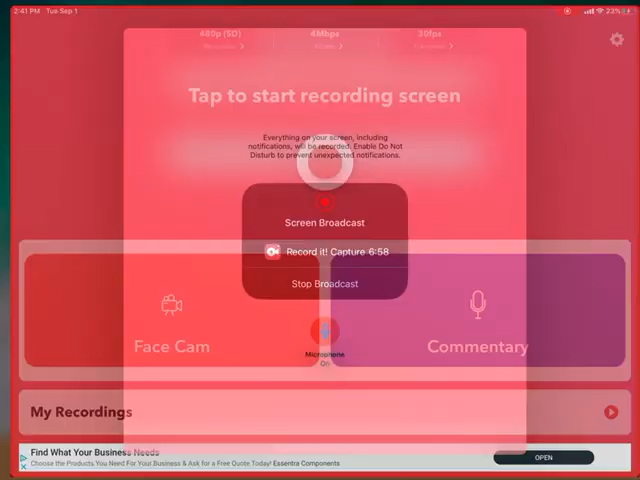 2:41 PM Tue Sep 1
23%
480p (SD)
4Mbps
30fps
Tap to start recording screen
Everything on your screen, including
notifications, will be recorded. Enable Do Not
Disturb to prevent unexpected notifications.
Screen Broadcast
Record it! Capture 6:58
Stop Broadcast
Face Cam
Commentary
Microphone
On
My Recordings
Find What Your Business Needs
Choose the Products You Need For Your Business & Ask for a Free Quote Today! Essentra Components
OPEN